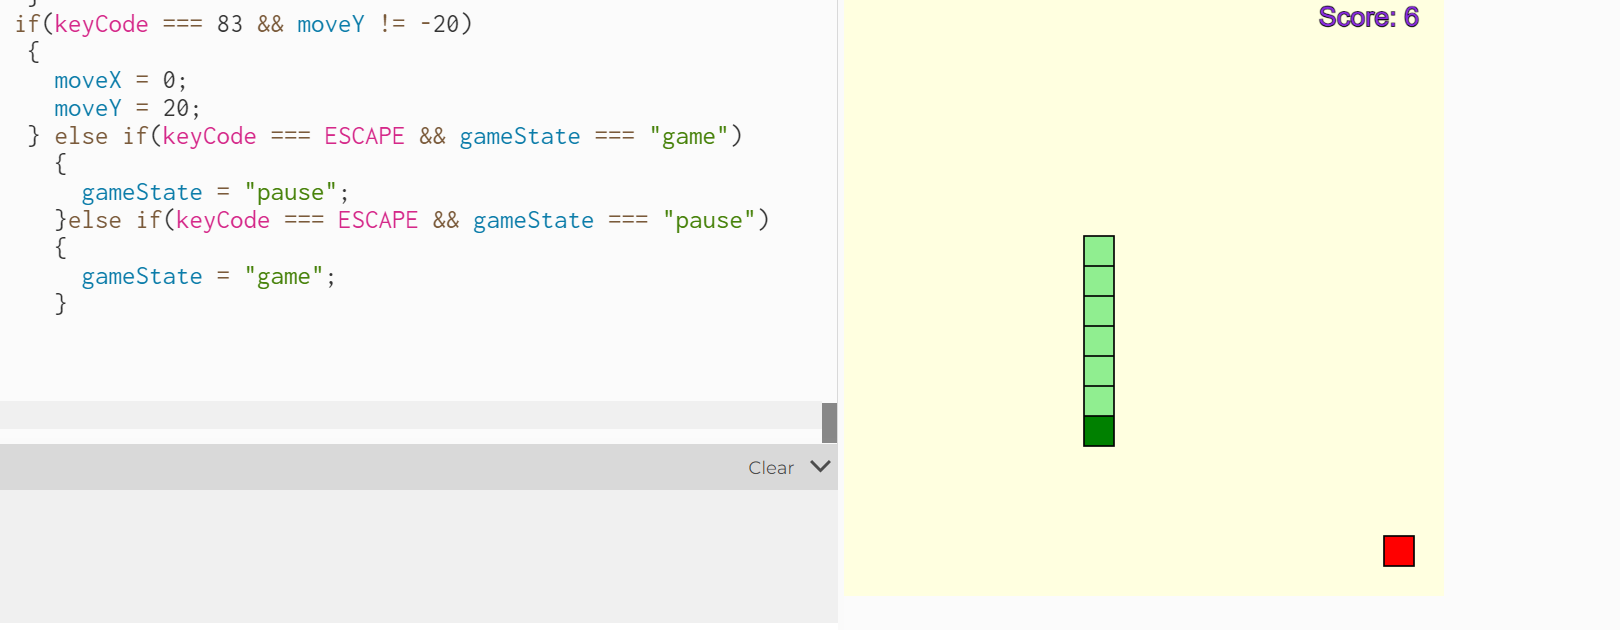 }
if(keyCode === 83 && moveY != -20)
{
moveX = 0;
moveY = 20;
} else if(keyCode === ESCAPE && gameState === "game")
{
gameState = "pause";
}else if(keyCode === ESCAPE && gameState === "pause")
{
gameState = "game";
}
Clear
Score: 6